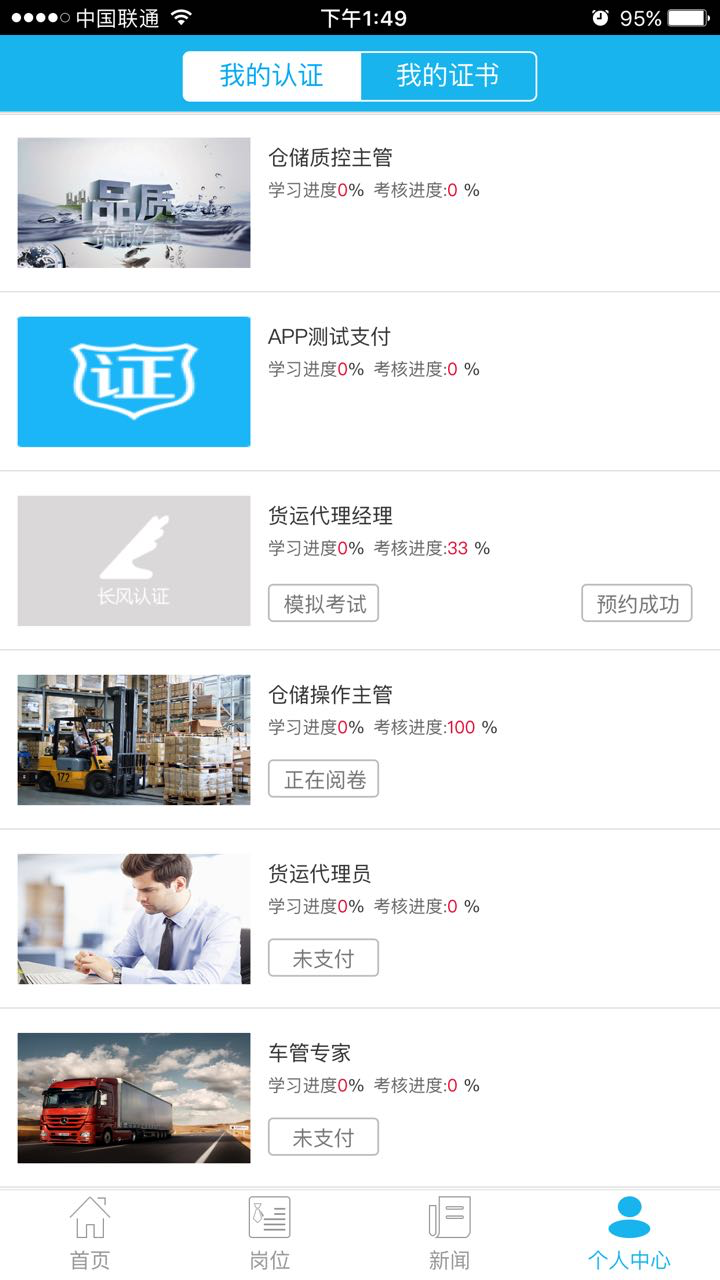 中国联通
下午1:49
95%
我的认证
我的证书
品质
仓储质控主管
学习进度0% 考核进度:0 %
证
APP测试支付
学习进度0% 考核进度:0 %
长风认证
货运代理经理
学习进度0% 考核进度:33 %
模拟考试
预约成功
172
仓储操作主管
学习进度0% 考核进度:100 %
正在阅卷
货运代理员
学习进度0% 考核进度:0 %
未支付
车管专家
学习进度0% 考核进度:0 %
未支付
首页
岗位
新闻
个人中心